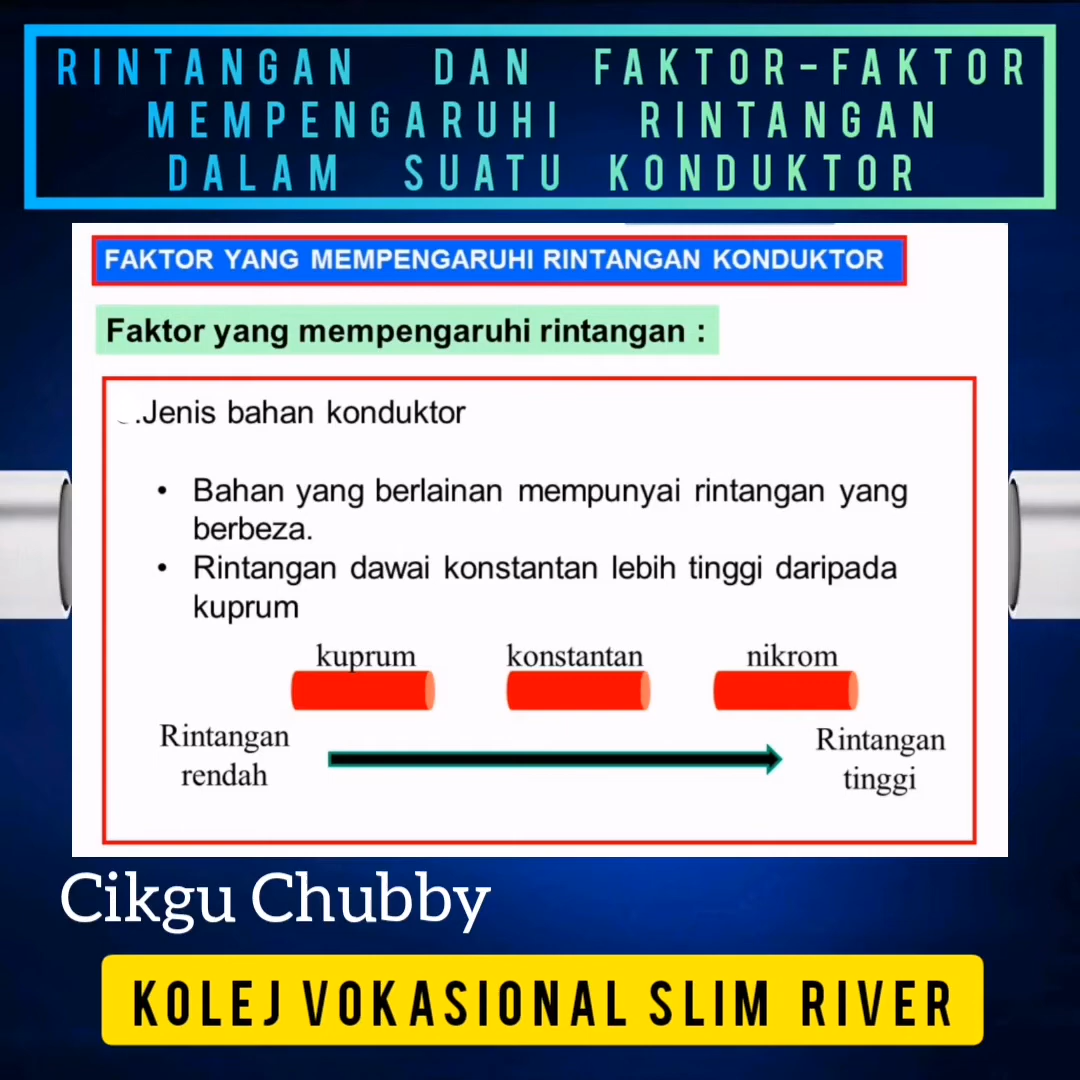 RINTANGAN DAN FAKTOR-FAKTOR
MEMPENGARUHI RINTANGAN
DALAM SUATU KONDUKTOR
FAKTOR YANG MEMPENGARUHI RINTANGAN KONDUKTOR
Faktor yang mempengaruhi rintangan :
.Jenis bahan konduktor
• Bahan yang berlainan mempunyai rintangan yang
berbeza.
• Rintangan dawai konstantan lebih tinggi daripada
kuprum
kuprum konstantan nikrom
Rintangan
rendah
Rintangan
tinggi
Cikgu Chubby
KOLEJ VOKASIONAL SLIM RIVER